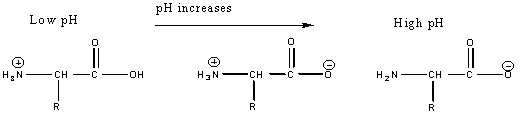 pH increases
Low pH
High pH
O
H₃N⊕ CH C OH
R
O
H₃N⊕ CH C O⊖
R
O
H₂N CH C O⊖
R